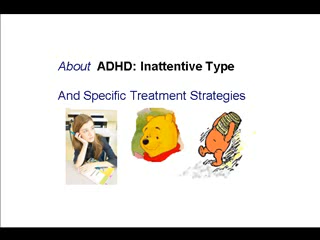 About ADHD: Inattentive Type
And Specific Treatment Strategies